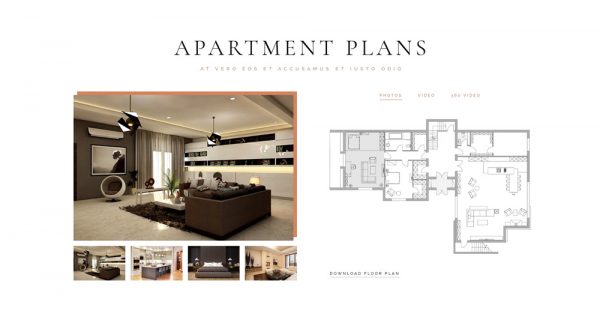 APARTMENT PLANS
AT VERO EOS ET ACCUSAMUS ET IUSTO ODIO
PHOTOS VIDEO 360 VIDEO
DOWNLOAD FLOOR PLAN